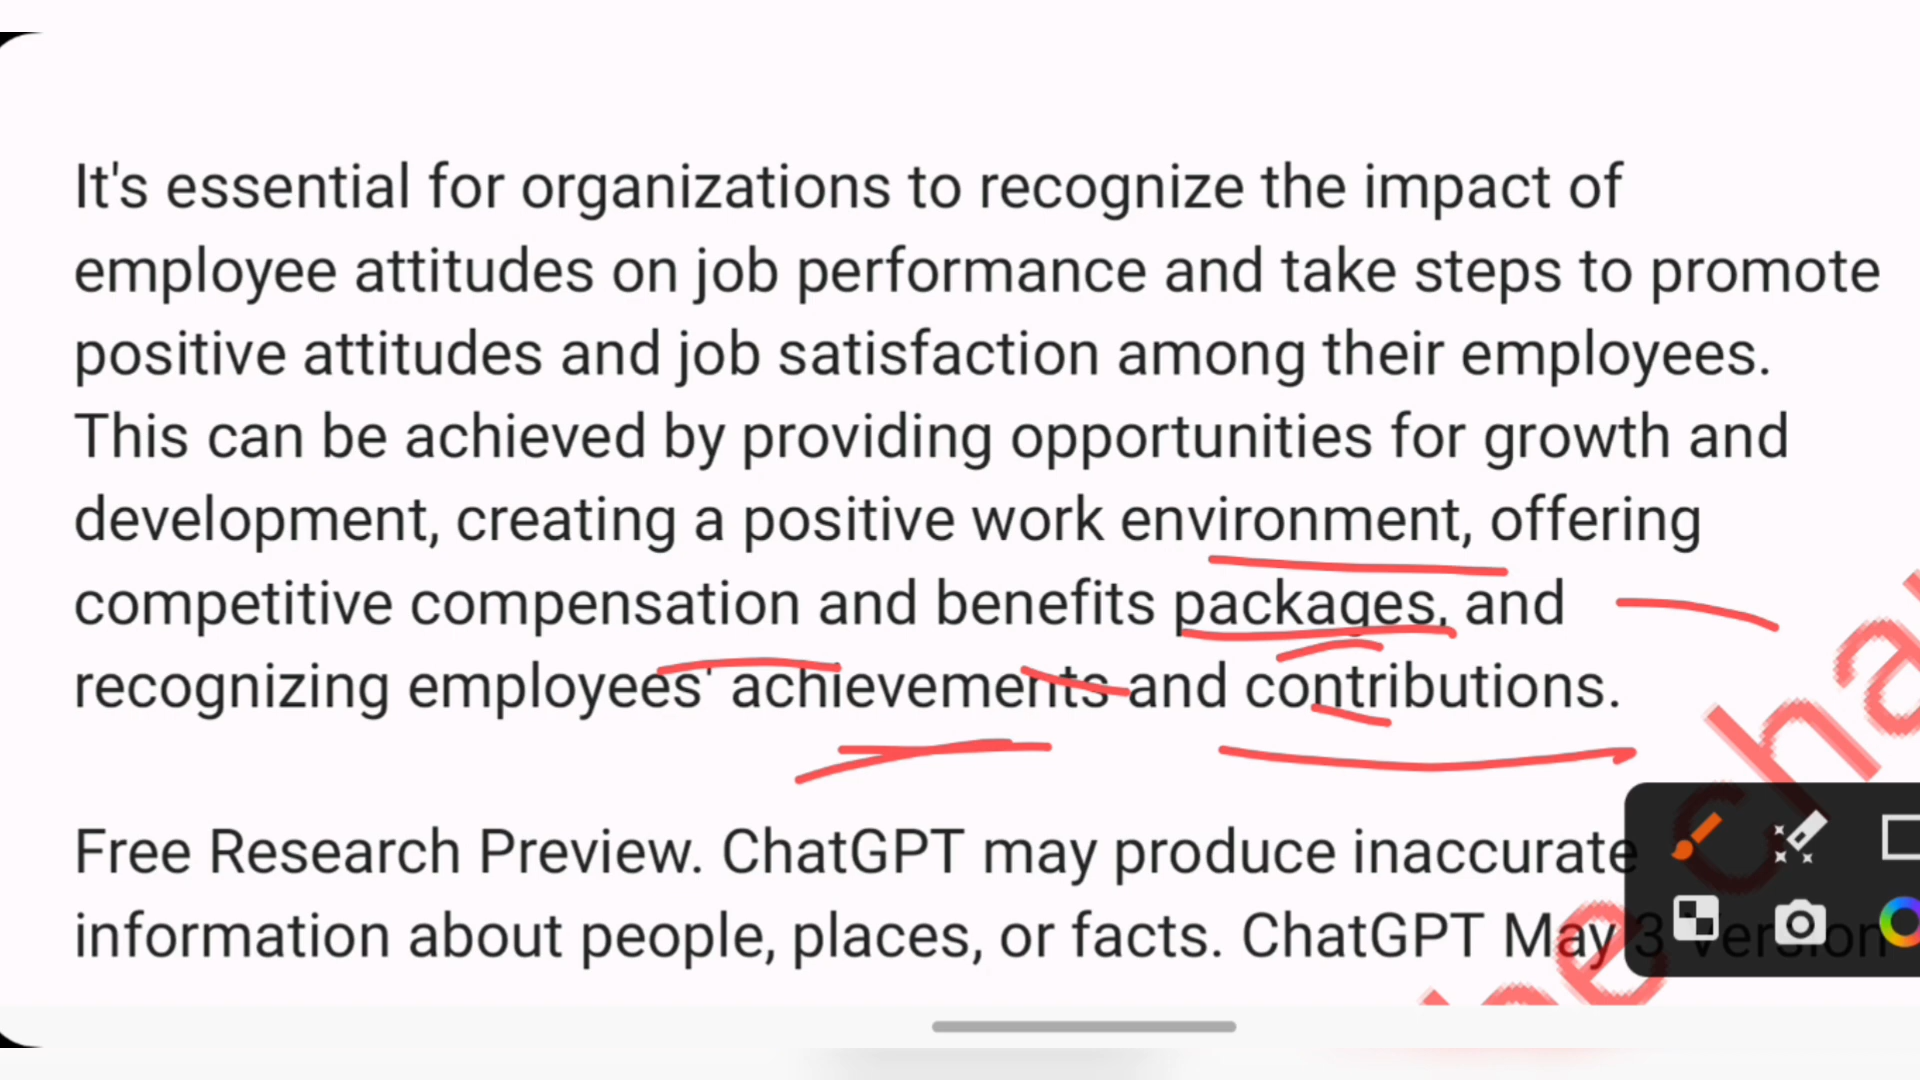 It's essential for organizations to recognize the impact of
employee attitudes on job performance and take steps to promote
positive attitudes and job satisfaction among their employees.
This can be achieved by providing opportunities for growth and
development, creating a positive work environment, offering
competitive compensation and benefits packages, and
recognizing employees' achievements and contributions.
Free Research Preview. ChatGPT may produce inaccurate
information about people, places, or facts. ChatGPT May 3 Version